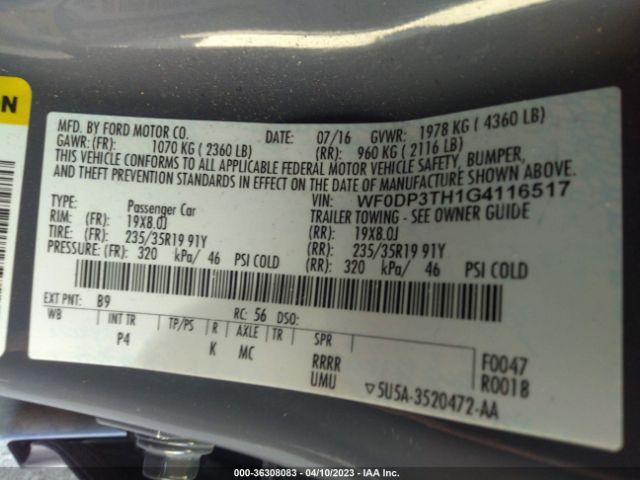 ON
MFD. BY FORD MOTOR CO. DATE: 07/16 GVWR: 1978 KG ( 4360 LB)
GAWR: (FR): 1070 KG ( 2360 LB) (RR): 960 KG ( 2116 LB)
THIS VEHICLE CONFORMS TO ALL APPLICABLE FEDERAL MOTOR VEHICLE SAFETY, BUMPER,
AND THEFT PREVENTION STANDARDS IN EFFECT ON THE DATE OF MANUFACTURE SHOWN ABOVE.
VIN: WF0DP3TH1G4116517
TYPE: Passenger Car TRAILER TOWING - SEE OWNER GUIDE
RIM: (FR): 19X8.0J (RR): 19X8.0J
TIRE: (FR): 235/35R19 91Y (RR): 235/35R19 91Y
PRESSURE: (FR): 320 kPa/ 46 PSI COLD (RR): 320 kPa/ 46 PSI COLD
EXT PNT: B9 RC: 56 DSO:
WB INT TR TP/PS R AXLE TR SPR
P4 K MC RRRR F0047
UMU R0018
▽5U5A-3520472-AA
000-36308083 - 04/10/2023 - IAA Inc.